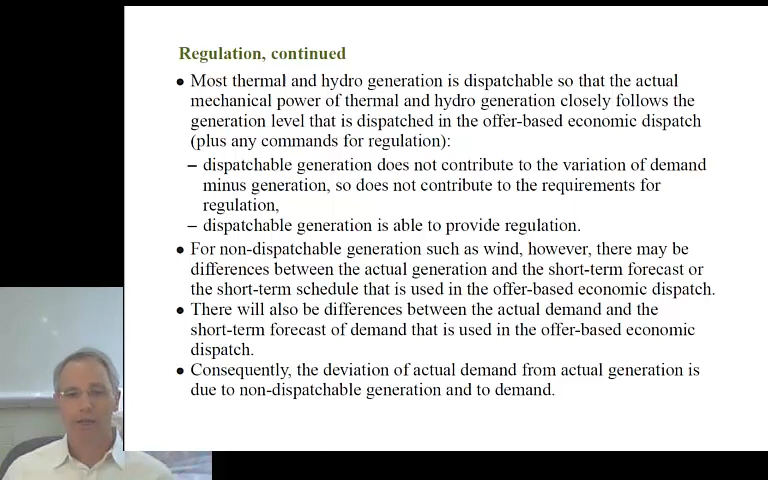 Regulation, continued
● Most thermal and hydro generation is dispatchable so that the actual
mechanical power of thermal and hydro generation closely follows the
generation level that is dispatched in the offer-based economic dispatch
(plus any commands for regulation):
– dispatchable generation does not contribute to the variation of demand
minus generation, so does not contribute to the requirements for
regulation,
– dispatchable generation is able to provide regulation.
● For non-dispatchable generation such as wind, however, there may be
differences between the actual generation and the short-term forecast or
the short-term schedule that is used in the offer-based economic dispatch.
● There will also be differences between the actual demand and the
short-term forecast of demand that is used in the offer-based economic
dispatch.
● Consequently, the deviation of actual demand from actual generation is
due to non-dispatchable generation and to demand.